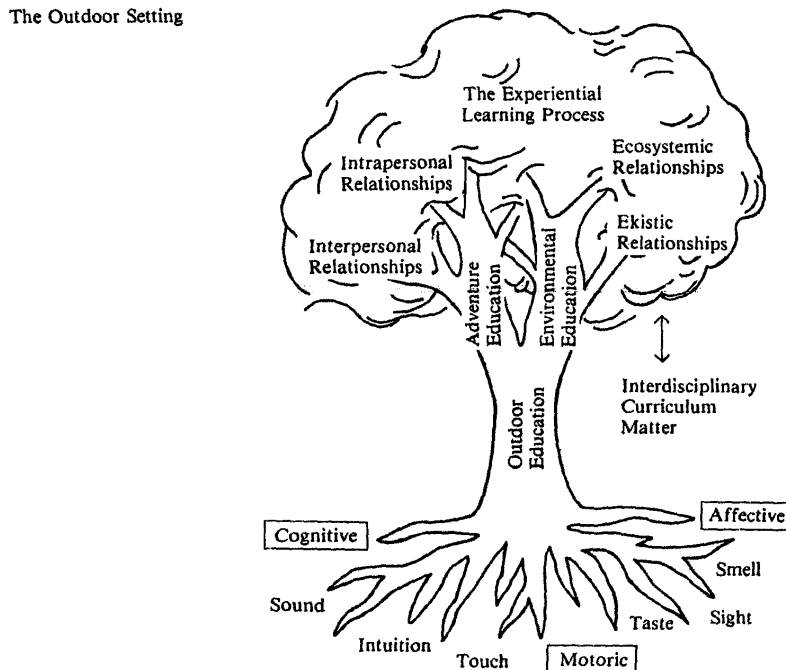 The Outdoor Setting
The Experiential
Learning Process
Intrapersonal
Relationships
Ecosystemic
Relationships
Interpersonal
Relationships
Ekistic
Relationships
Adventure
Education
Environmental
Education
Interdisciplinary
Curriculum
Matter
Outdoor
Education
Cognitive
Affective
Smell
Sound
Sight
Taste
Intuition
Touch
Motoric